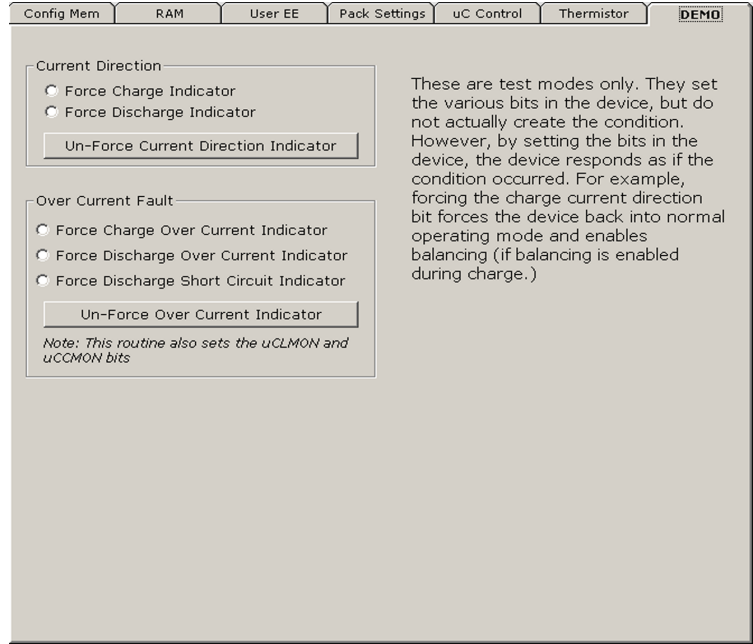 Config Mem
RAM
User EE
Pack Settings
uC Control
Thermistor
DEMO
Current Direction
Force Charge Indicator
Force Discharge Indicator
Un-Force Current Direction Indicator
Over Current Fault
Force Charge Over Current Indicator
Force Discharge Over Current Indicator
Force Discharge Short Circuit Indicator
Un-Force Over Current Indicator
Note: This routine also sets the uCLMON and
uCCMON bits
These are test modes only. They set
the various bits in the device, but do
not actually create the condition.
However, by setting the bits in the
device, the device responds as if the
condition occurred. For example,
forcing the charge current direction
bit forces the device back into normal
operating mode and enables
balancing (if balancing is enabled
during charge.)